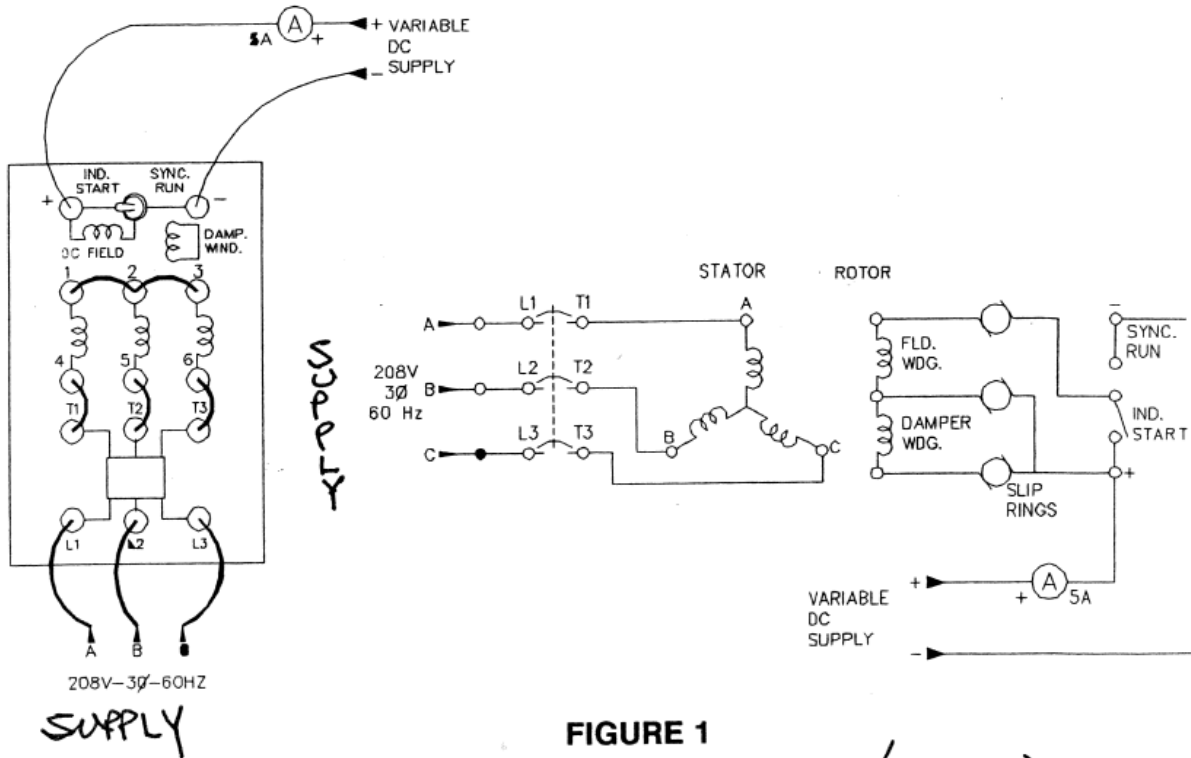 5A A + + VARIABLE
DC
- SUPPLY
IND.
START
SYNC.
RUN
+ -
DC FIELD
DAMP.
WIND.
1 2 3
4 5 6
T1 T2 T3
L1 L2 L3
A B
208V-3Ø-60HZ
SUPPLY
SUPPLY
STATOR ROTOR
A L1 T1 A
208V
3Ø
60 Hz
B L2 T2 B
C L3 T3 C
FLD.
WDG.
DAMPER
WDG.
SLIP
RINGS
-
SYNC.
RUN
IND.
START
+
VARIABLE
DC
SUPPLY
+ + A 5A
-
FIGURE 1